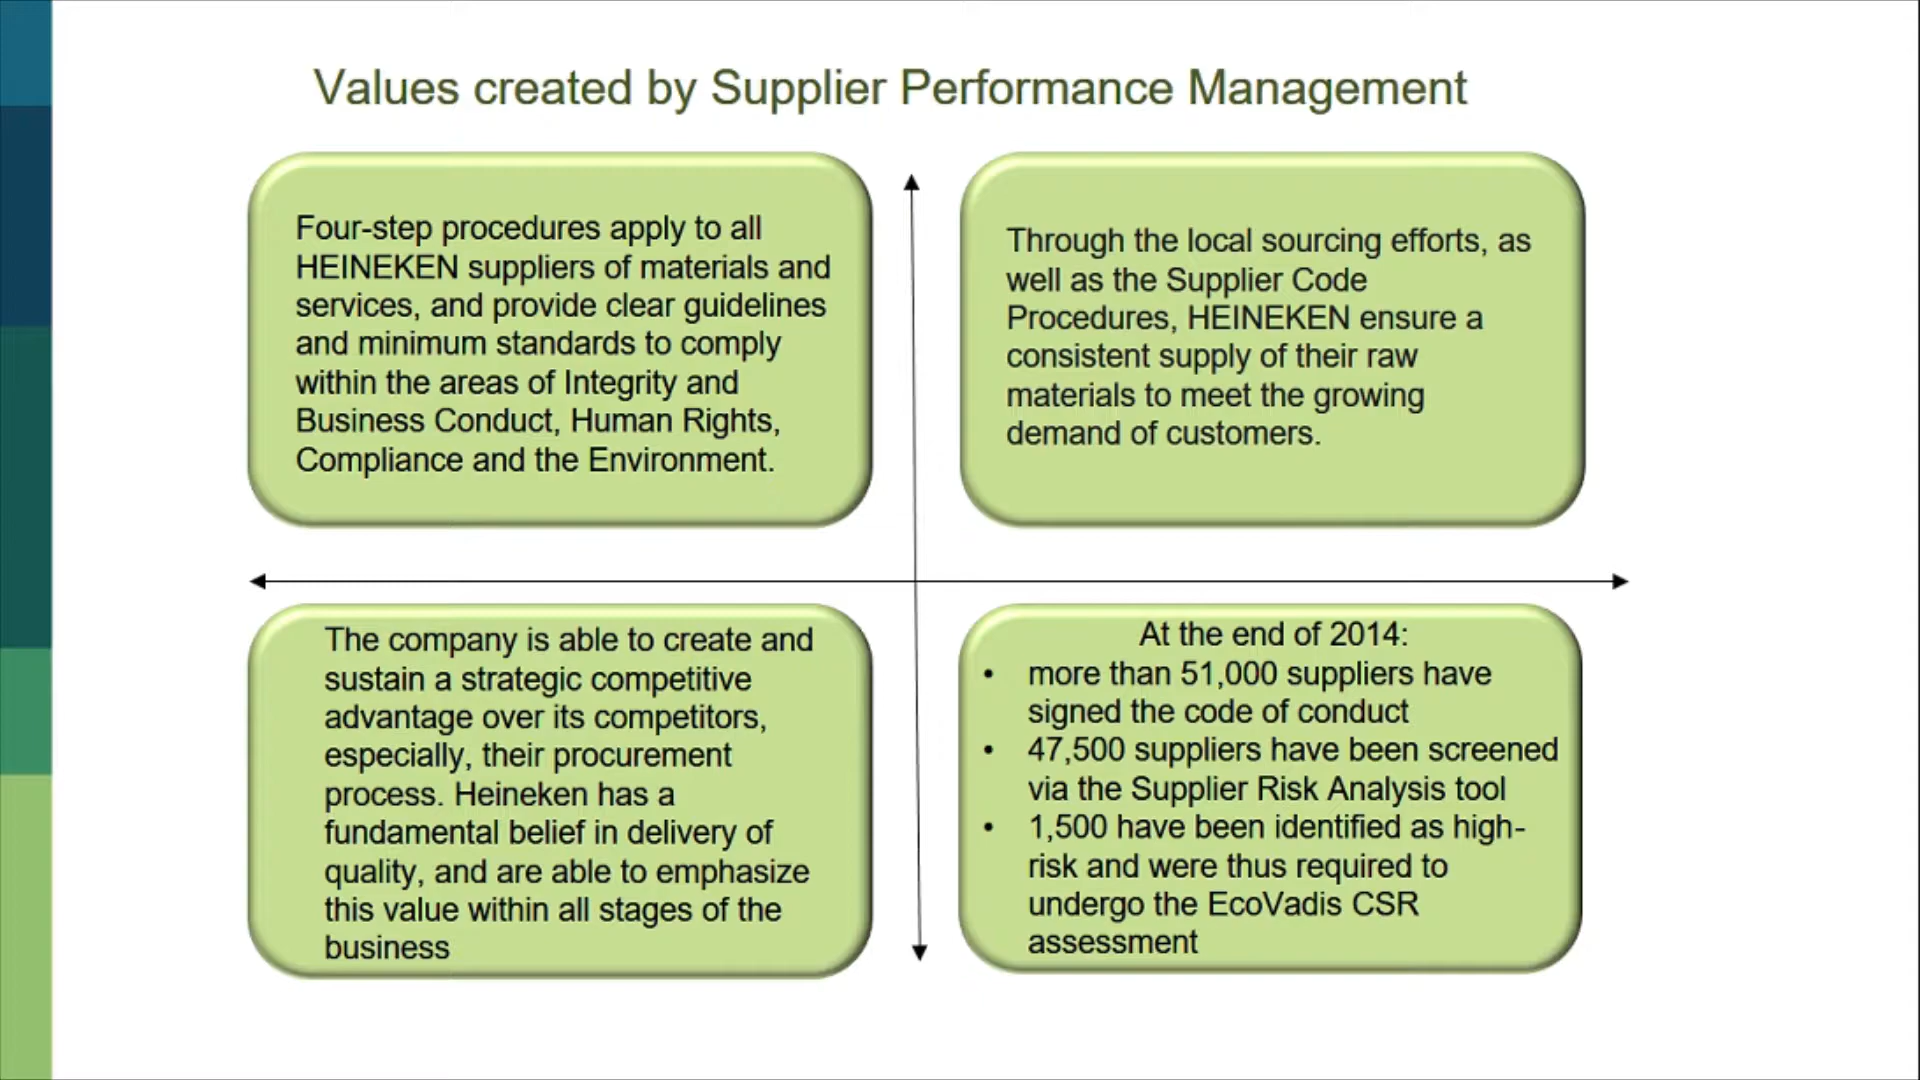 Values created by Supplier Performance Management
Four-step procedures apply to all
HEINEKEN suppliers of materials and
services, and provide clear guidelines
and minimum standards to comply
within the areas of Integrity and
Business Conduct, Human Rights,
Compliance and the Environment.
Through the local sourcing efforts, as
well as the Supplier Code
Procedures, HEINEKEN ensure a
consistent supply of their raw
materials to meet the growing
demand of customers.
The company is able to create and
sustain a strategic competitive
advantage over its competitors,
especially, their procurement
process. Heineken has a
fundamental belief in delivery of
quality, and are able to emphasize
this value within all stages of the
business
At the end of 2014:
• more than 51,000 suppliers have
signed the code of conduct
• 47,500 suppliers have been screened
via the Supplier Risk Analysis tool
• 1,500 have been identified as high-
risk and were thus required to
undergo the EcoVadis CSR
assessment